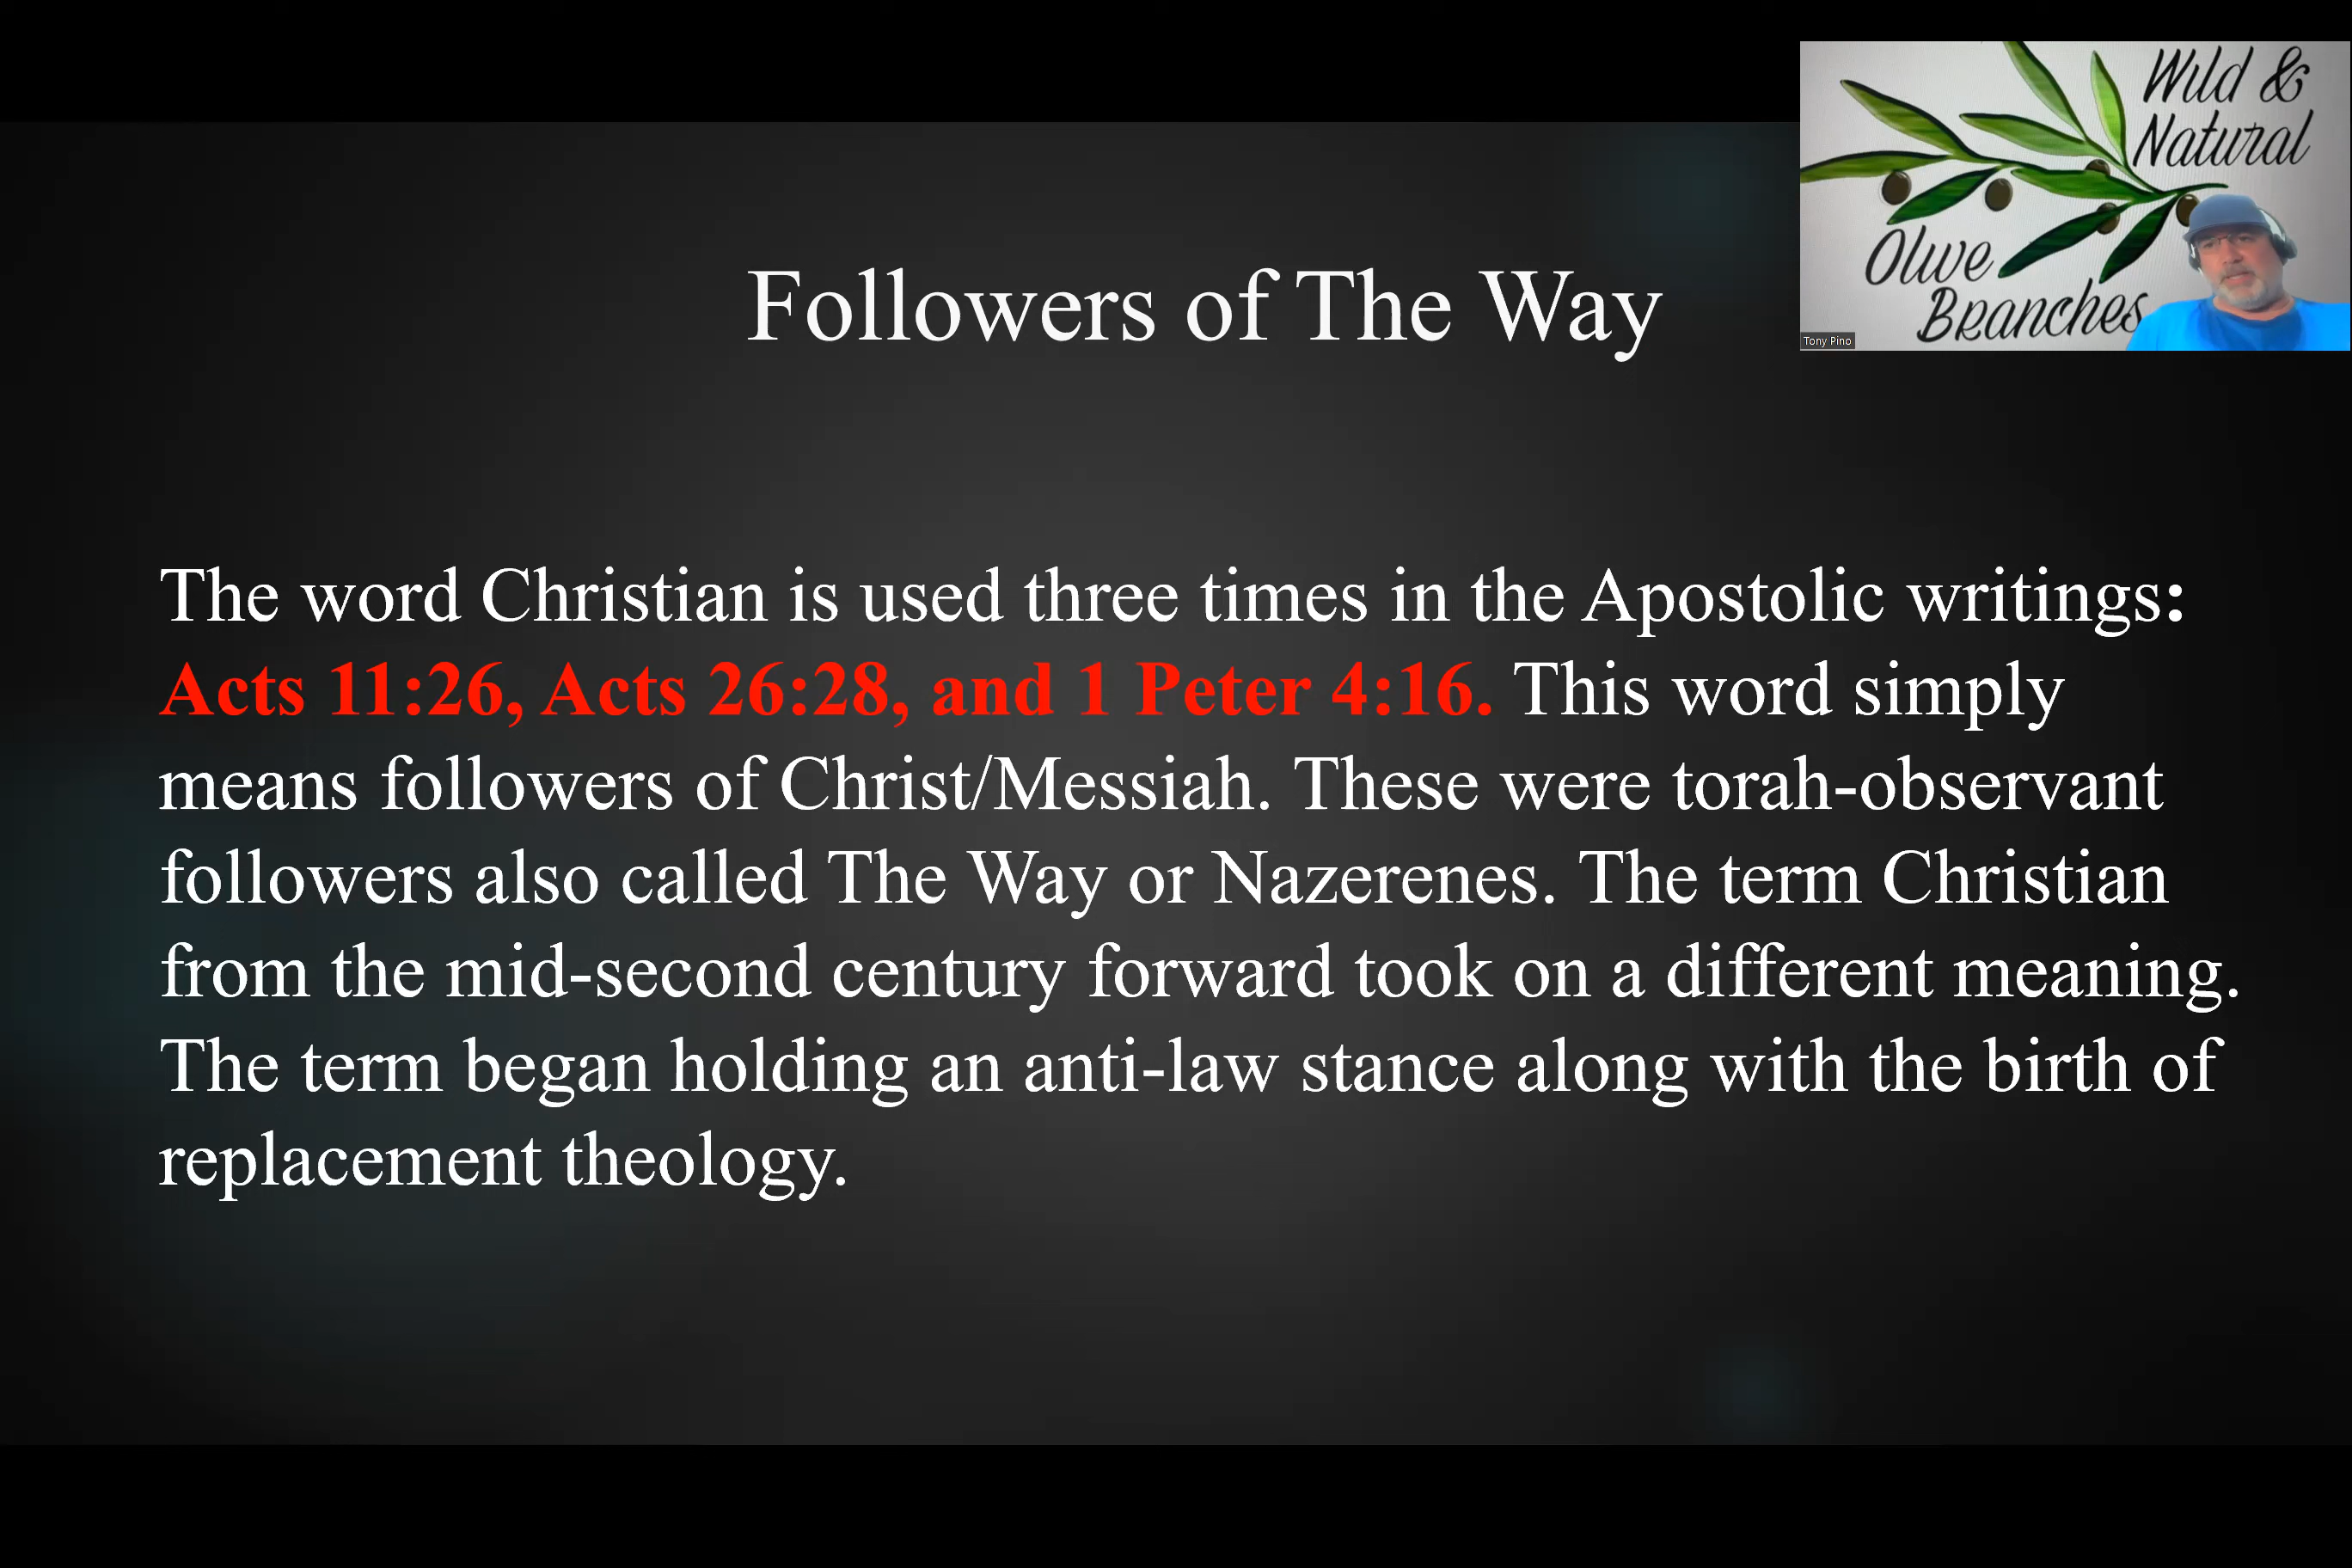 Wild &
Natural
Olive
Branches
Tony Pino
Followers of The Way
The word Christian is used three times in the Apostolic writings:
Acts 11:26, Acts 26:28, and 1 Peter 4:16. This word simply
means followers of Christ/Messiah. These were torah-observant
followers also called The Way or Nazerenes. The term Christian
from the mid-second century forward took on a different meaning.
The term began holding an anti-law stance along with the birth of
replacement theology.